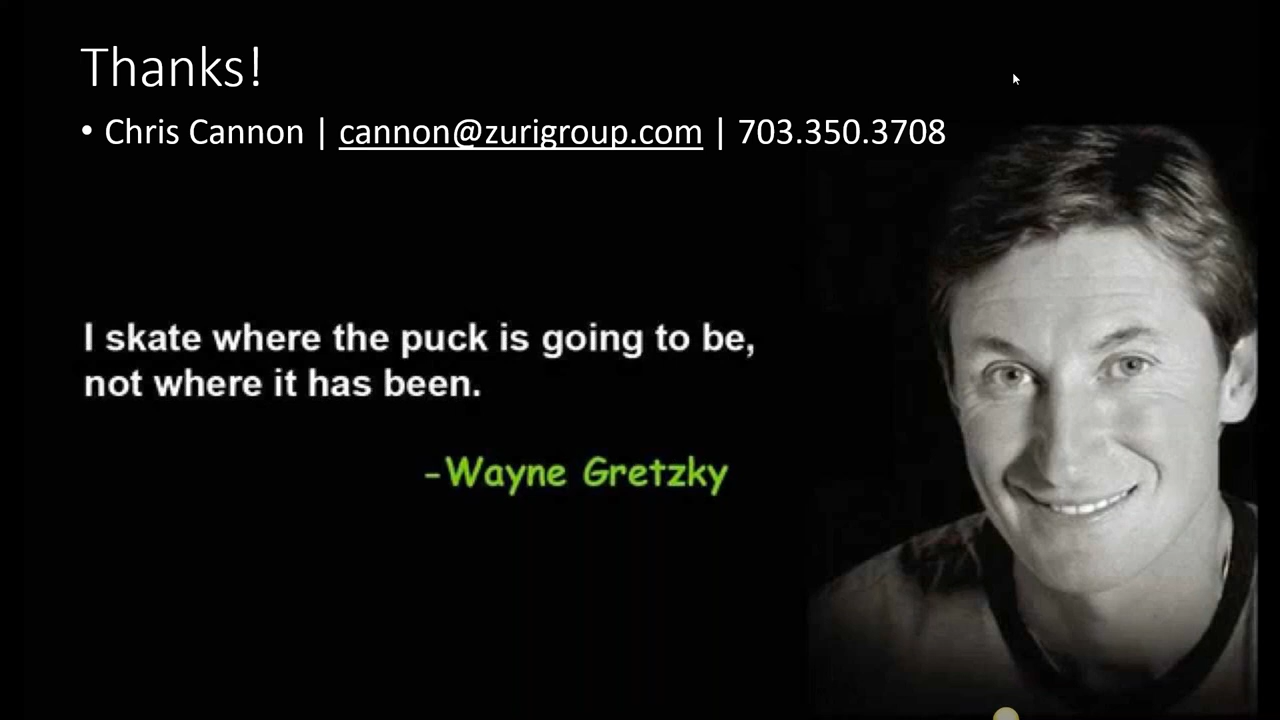 Thanks!
• Chris Cannon | cannon@zurigroup.com | 703.350.3708
I skate where the puck is going to be,
not where it has been.
-Wayne Gretzky